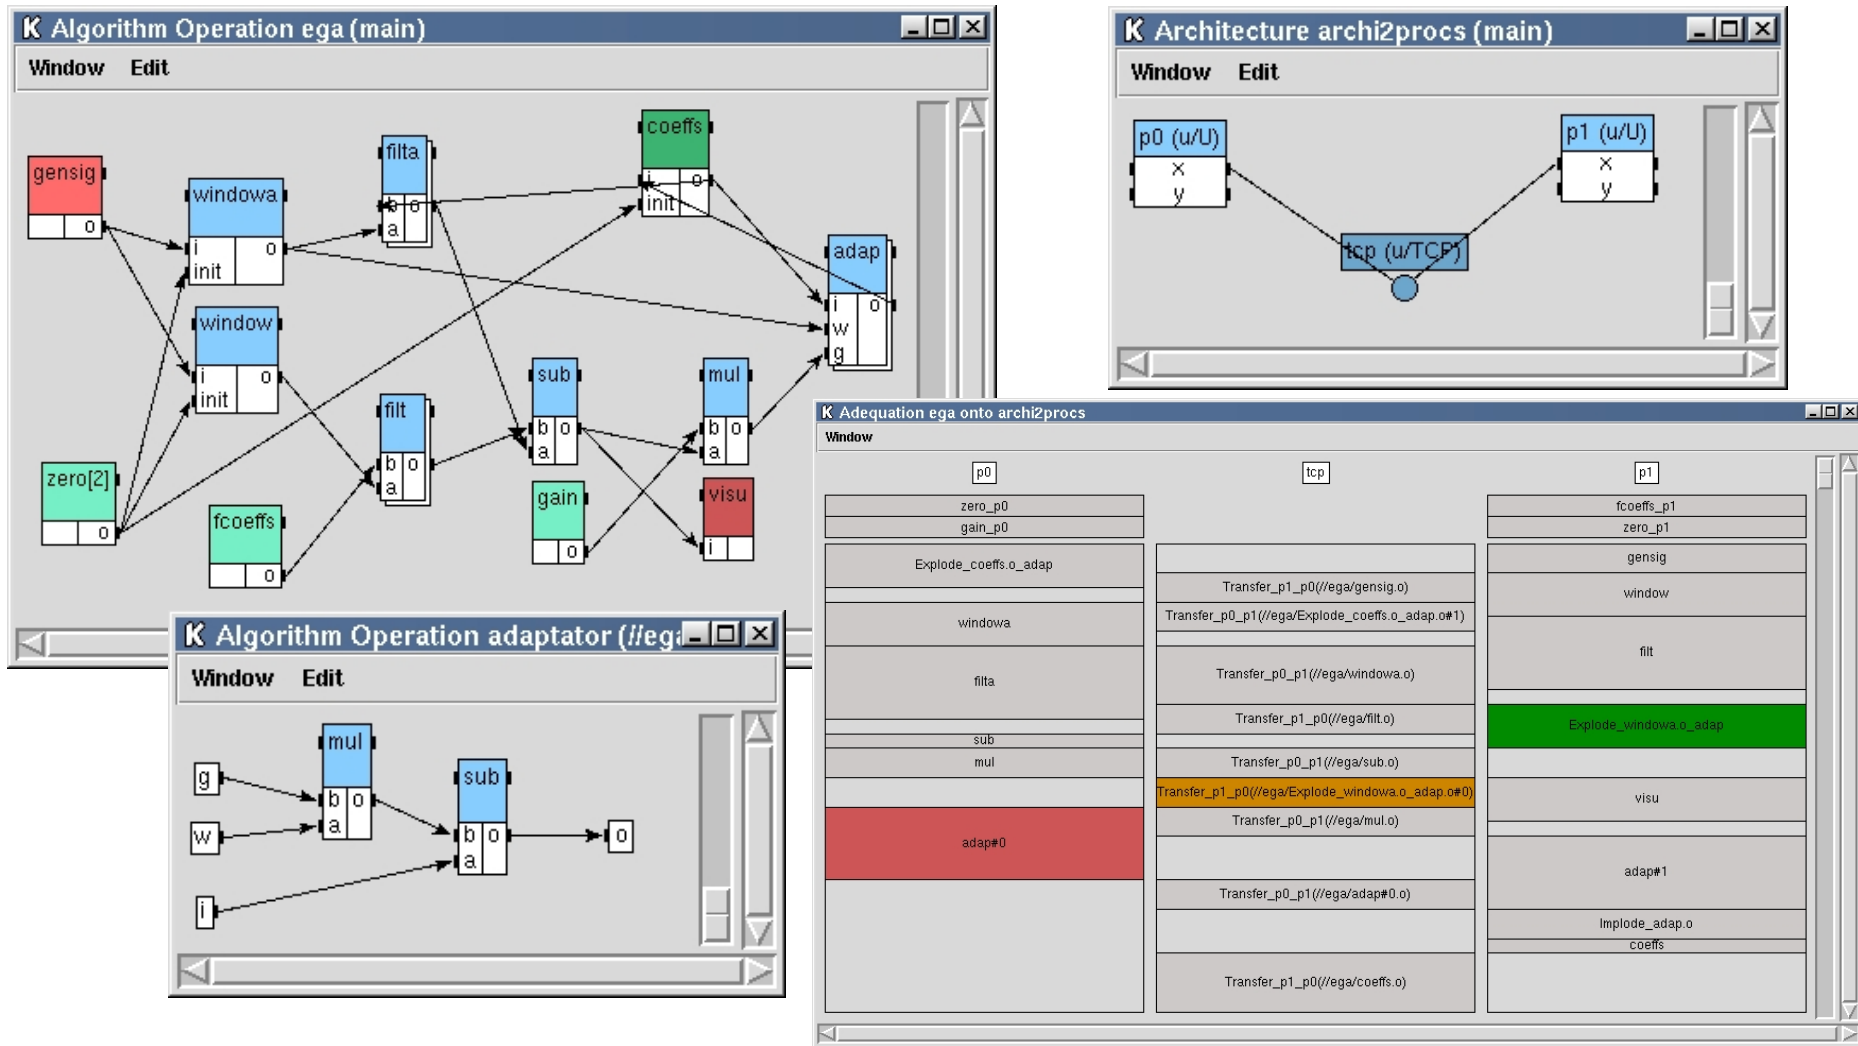 Algorithm Operation ega (main)
Window Edit
coeffs
i o
init
filta
b o
a
gensig
o
windowa
i o
init
adap
i o
w
g
window
i o
init
sub
b o
a
mul
b o
a
filt
b o
a
zero[2]
o
gain
o
visu
i
fcoeffs
o
Architecture archi2procs (main)
Window Edit
p0 (u/U)
x
y
p1 (u/U)
x
y
tcp (u/TCP)
Algorithm Operation adaptator (//ega
Window Edit
mul
b o
a
g
w
i
sub
b o
a
o
Adequation ega onto archi2procs
Window
p0 tcp p1
zero_p0
gain_p0
Explode_coeffs.o_adap
windowa
filta
sub
mul
adap#0
Transfer_p1_p0(//ega/gensig.o)
Transfer_p0_p1(//ega/Explode_coeffs.o_adap.o#1)
Transfer_p0_p1(//ega/windowa.o)
Transfer_p1_p0(//ega/filt.o)
Transfer_p0_p1(//ega/sub.o)
Transfer_p1_p0(//ega/Explode_windowa.o_adap.o#0)
Transfer_p0_p1(//ega/mul.o)
Transfer_p0_p1(//ega/adap#0.o)
Transfer_p1_p0(//ega/coeffs.o)
fcoeffs_p1
zero_p1
gensig
window
filt
Explode_windowa.o_adap
visu
adap#1
Implode_adap.o
coeffs